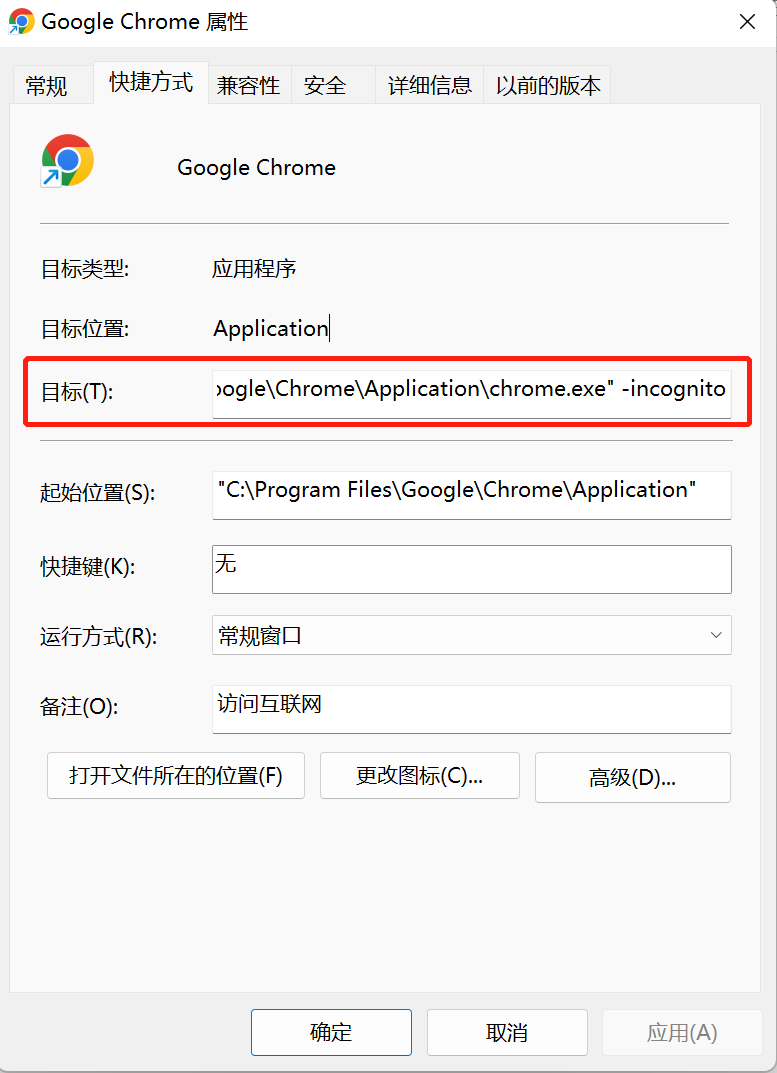 Google Chrome 属性
常规 快捷方式 兼容性 安全 详细信息 以前的版本
Google Chrome
目标类型: 应用程序
目标位置: Application
目标(T): oogle\Chrome\Application\chrome.exe" -incognito
起始位置(S): "C:\Program Files\Google\Chrome\Application"
快捷键(K): 无
运行方式(R): 常规窗口
备注(O): 访问互联网
打开文件所在的位置(F) 更改图标(C)... 高级(D)...
确定 取消 应用(A)